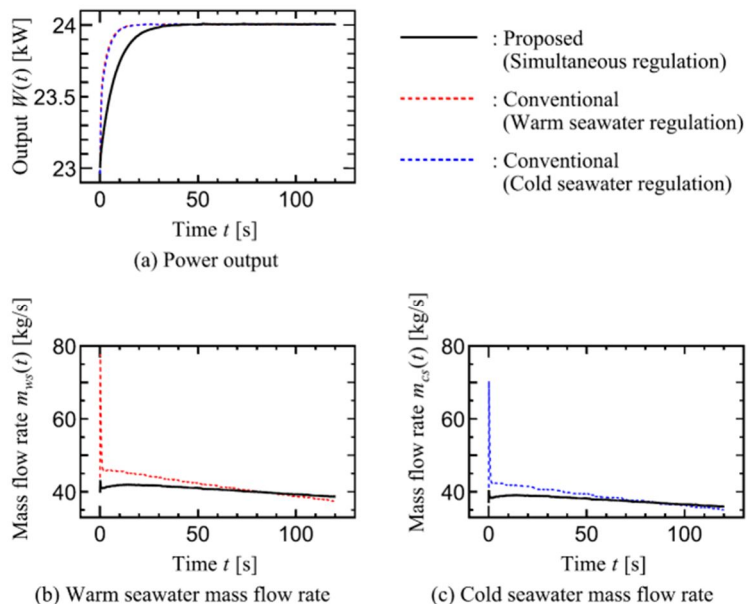 24
23.5
23
Output W(t) [kW]
0
50
100
Time t [s]
(a) Power output
: Proposed
(Simultaneous regulation)
: Conventional
(Warm seawater regulation)
: Conventional
(Cold seawater regulation)
80
60
40
Mass flow rate m_ws(t) [kg/s]
0
50
100
Time t [s]
(b) Warm seawater mass flow rate
80
60
40
Mass flow rate m_cs(t) [kg/s]
0
50
100
Time t [s]
(c) Cold seawater mass flow rate